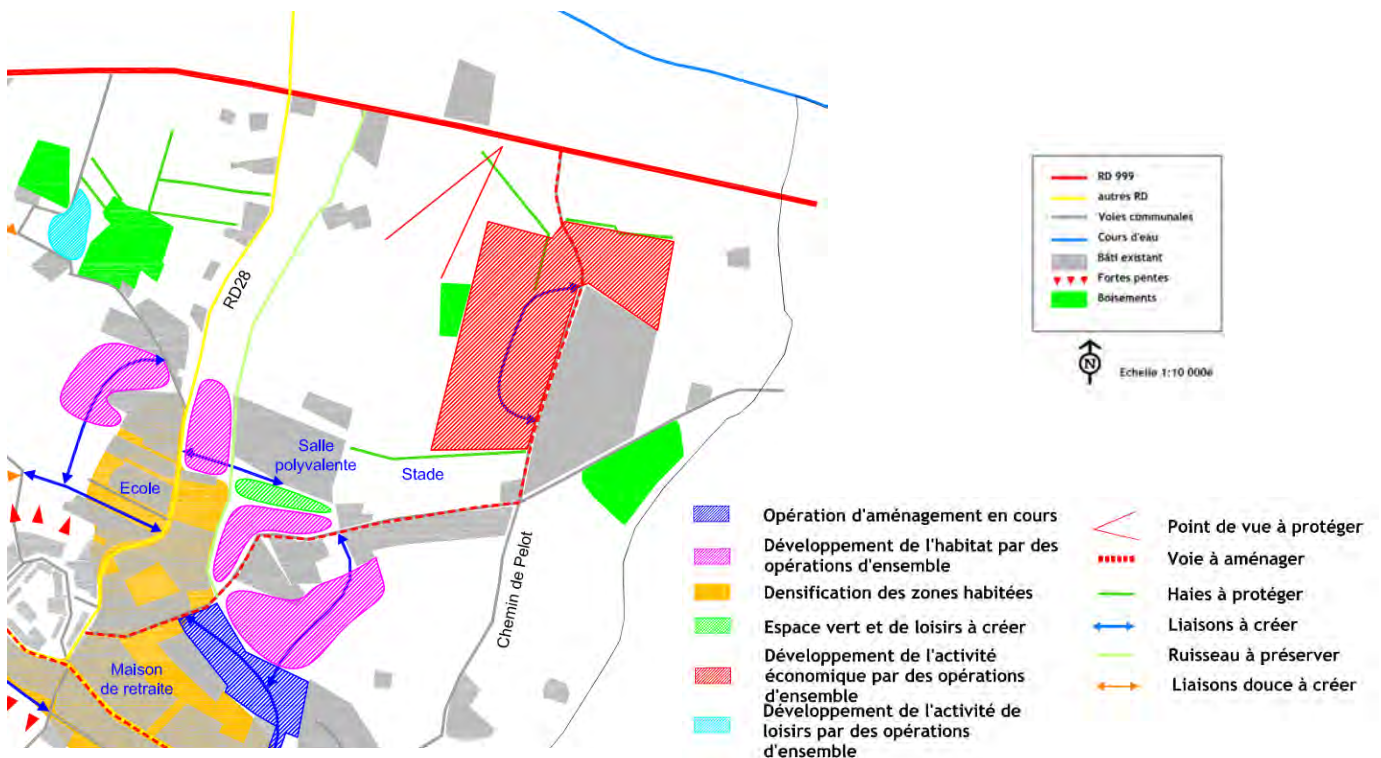 RD28
Salle
polyvalente
Stade
Ecole
Chemin de Pelot
Maison
de retraite
RD 999
autres RD
Voies communales
Cours d'eau
Bâti existant
Fortes pentes
Boisements
N
Echelle 1:10 000é
Opération d'aménagement en cours
Développement de l'habitat par des
opérations d'ensemble
Densification des zones habitées
Espace vert et de loisirs à créer
Développement de l'activité
économique par des opérations
d'ensemble
Développement de l'activité de
loisirs par des opérations
d'ensemble
Point de vue à protéger
Voie à aménager
Haies à protéger
Liaisons à créer
Ruisseau à préserver
Liaisons douce à créer